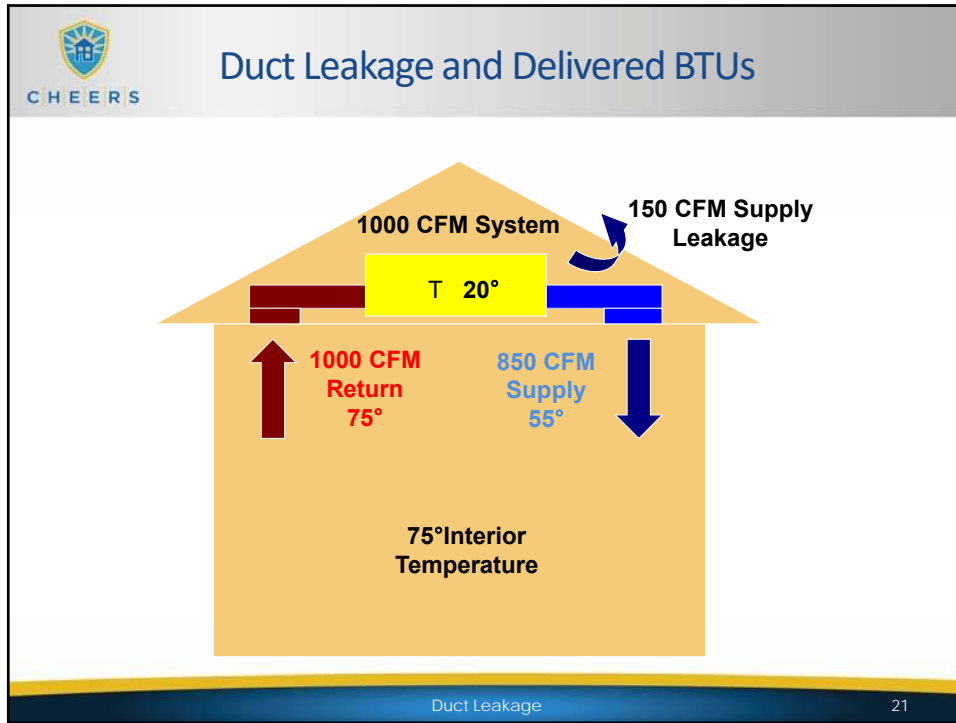 Duct Leakage and Delivered BTUs
C|H|E|E|R|S
150 CFM Supply
Leakage
1000 CFM System
T 20°
1000 CFM
Return
75°
850 CFM
Supply
55°
75°Interior
Temperature
Duct Leakage
21